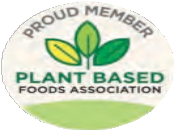 PROUD MEMBER
PLANT BASED
FOODS ASSOCIATION